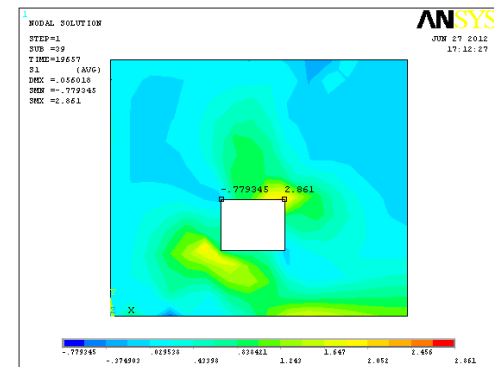 1
ANSYS
NODAL SOLUTION
JUN 27 2012
STEP=1
17:12:27
SUB =39
TIME=19657
S1 (AVG)
DMX =.056018
SMN =-.779345
SMX =2.861
-.779345 2.861
X
-.779345 .029538 .838421 1.647 2.456
-.374903 .43398 1.243 2.052 2.861